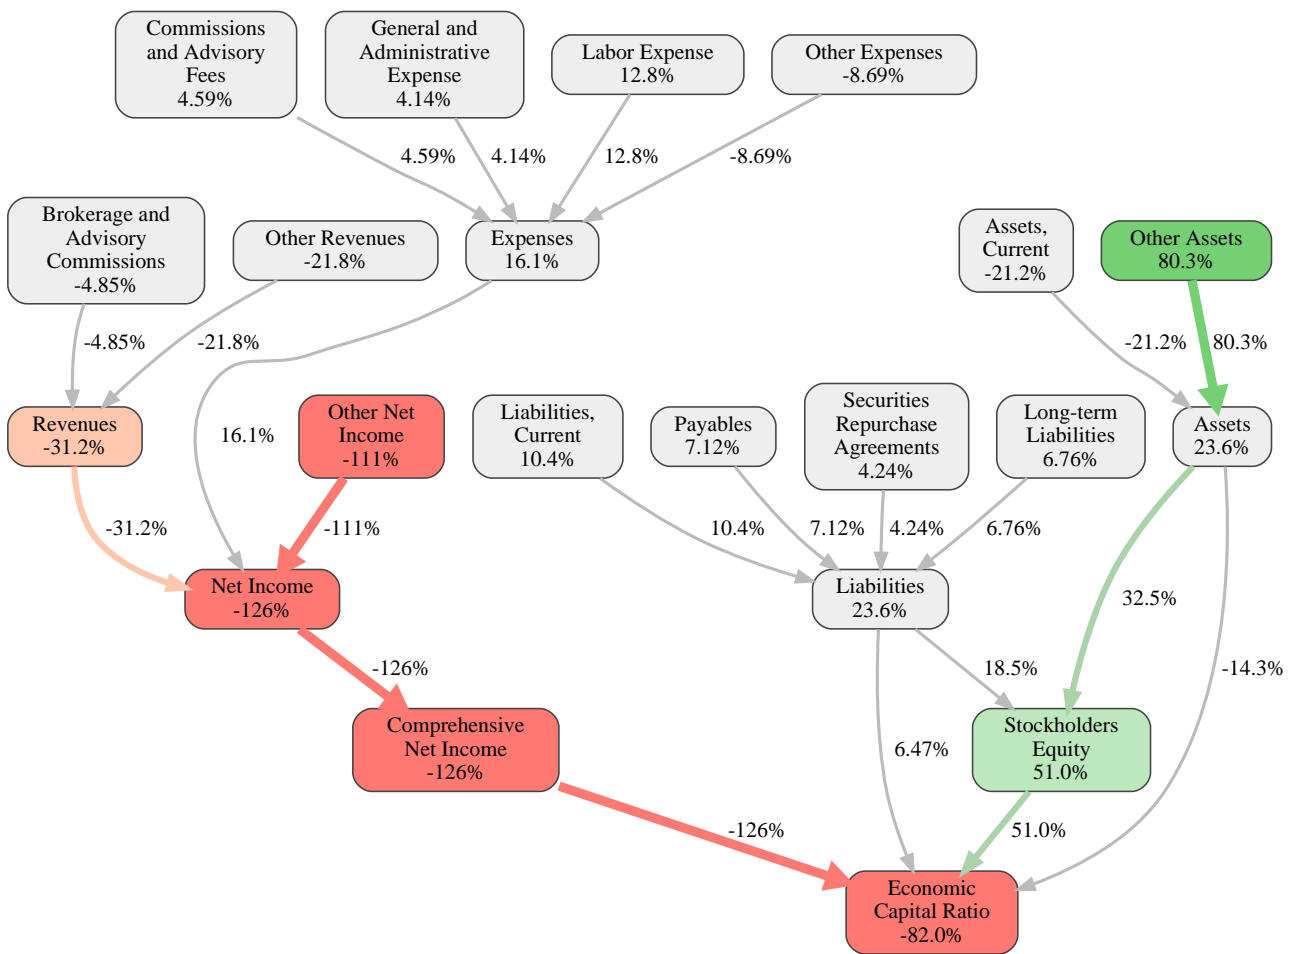 Commissions
and Advisory
Fees
4.59%
General and
Administrative
Expense
4.14%
Labor Expense
12.8%
Other Expenses
-8.69%
4.59%
4.14%
12.8%
-8.69%
Brokerage and
Advisory
Commissions
-4.85%
Other Revenues
-21.8%
Expenses
16.1%
Assets,
Current
-21.2%
Other Assets
80.3%
-4.85%
-21.8%
-21.2%
80.3%
Revenues
-31.2%
16.1%
Other Net
Income
-111%
Liabilities,
Current
10.4%
Payables
7.12%
Securities
Repurchase
Agreements
4.24%
Long-term
Liabilities
6.76%
Assets
23.6%
-31.2%
-111%
10.4%
7.12%
4.24%
6.76%
Net Income
-126%
Liabilities
23.6%
32.5%
-126%
18.5%
-14.3%
Comprehensive
Net Income
-126%
6.47%
Stockholders
Equity
51.0%
-126%
51.0%
Economic
Capital Ratio
-82.0%